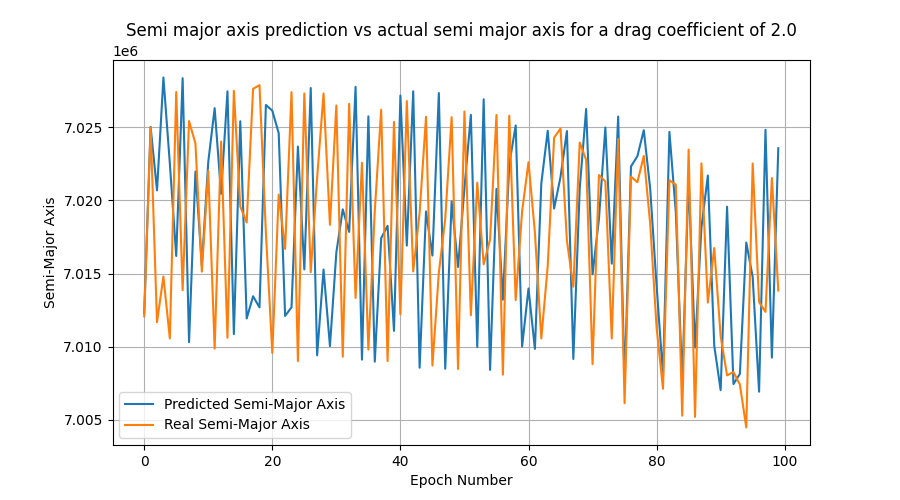 Semi major axis prediction vs actual semi major axis for a drag coefficient of 2.0
1e6
7.025
7.020
7.015
7.010
7.005
Semi-Major Axis
Predicted Semi-Major Axis
Real Semi-Major Axis
0 20 40 60 80 100
Epoch Number